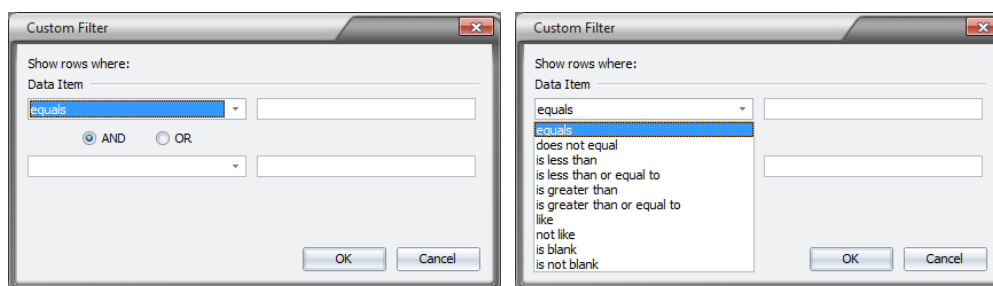 Custom Filter
Show rows where:
Data Item
equals
AND OR
OK Cancel
Custom Filter
Show rows where:
Data Item
equals
equals
does not equal
is less than
is less than or equal to
is greater than
is greater than or equal to
like
not like
is blank
is not blank
OK Cancel